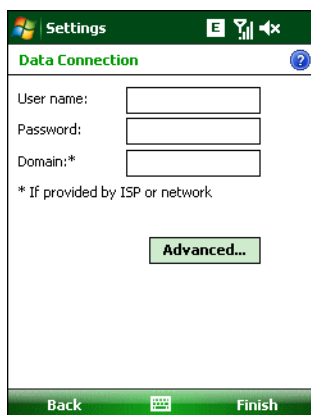 Settings
E
Data Connection
?
User name:
Password:
Domain:*
* If provided by ISP or network
Advanced...
Back
Finish